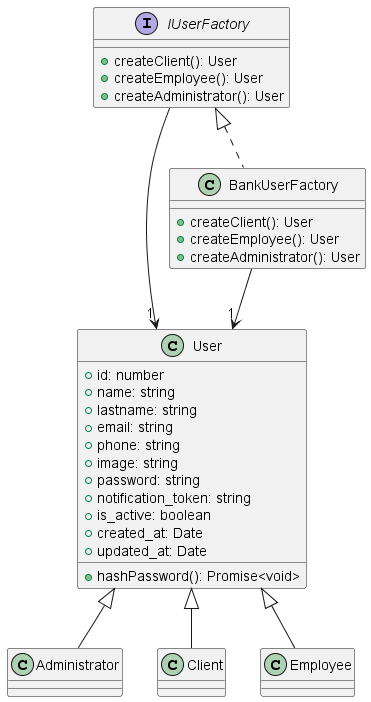 I
IUserFactory
createClient(): User
createEmployee(): User
createAdministrator(): User
C
BankUserFactory
createClient(): User
createEmployee(): User
createAdministrator(): User
1
1
C
User
id: number
name: string
lastname: string
email: string
phone: string
image: string
password: string
notification_token: string
is_active: boolean
created_at: Date
updated_at: Date
hashPassword(): Promise<void>
C
Administrator
C
Client
C
Employee